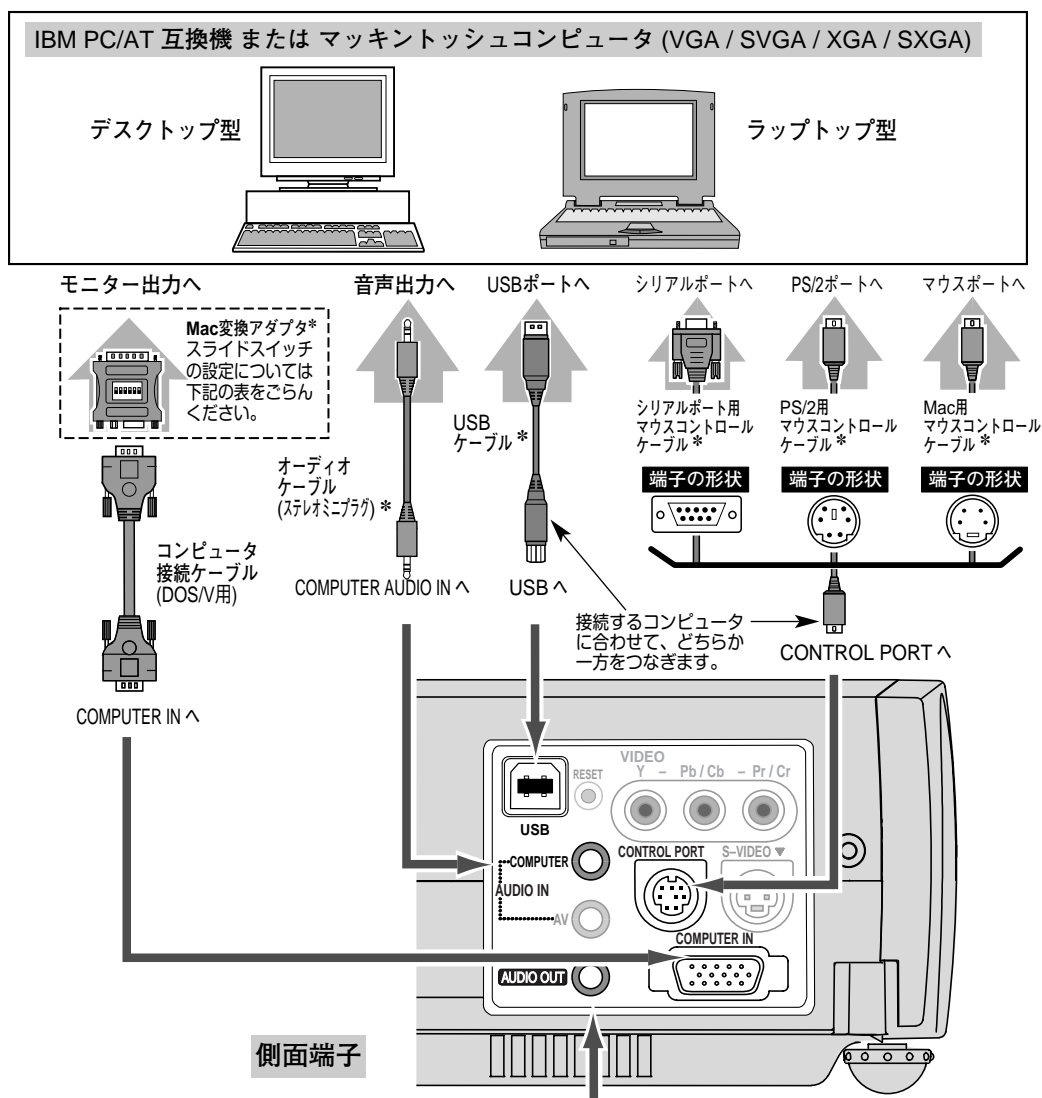 IBM PC/AT 互換機 または マッキントッシュコンピュータ (VGA / SVGA / XGA / SXGA)
デスクトップ型
ラップトップ型
モニター出力へ
音声出力へ
USBポートへ
シリアルポートへ
PS/2ポートへ
マウスポートへ
Mac変換アダプタ*
スライドスイッチ
の設定については
下記の表をごらん
ください。
USB
ケーブル*
シリアルポート用
マウスコントロール
ケーブル*
PS/2用
マウスコントロール
ケーブル*
Mac用
マウスコントロール
ケーブル*
オーディオ
ケーブル
(ステレオミニプラグ)*
端子の形状
端子の形状
端子の形状
コンピュータ
接続ケーブル
(DOS/V用)
COMPUTER AUDIO IN へ
USB へ
接続するコンピュータ
に合わせて、どちらか
一方をつなぎます。
CONTROL PORT へ
COMPUTER IN へ
USB
RESET
VIDEO
Y – Pb / Cb – Pr / Cr
COMPUTER
AUDIO IN
AV
CONTROL PORT
S–VIDEO ▼
COMPUTER IN
AUDIO OUT
側面端子